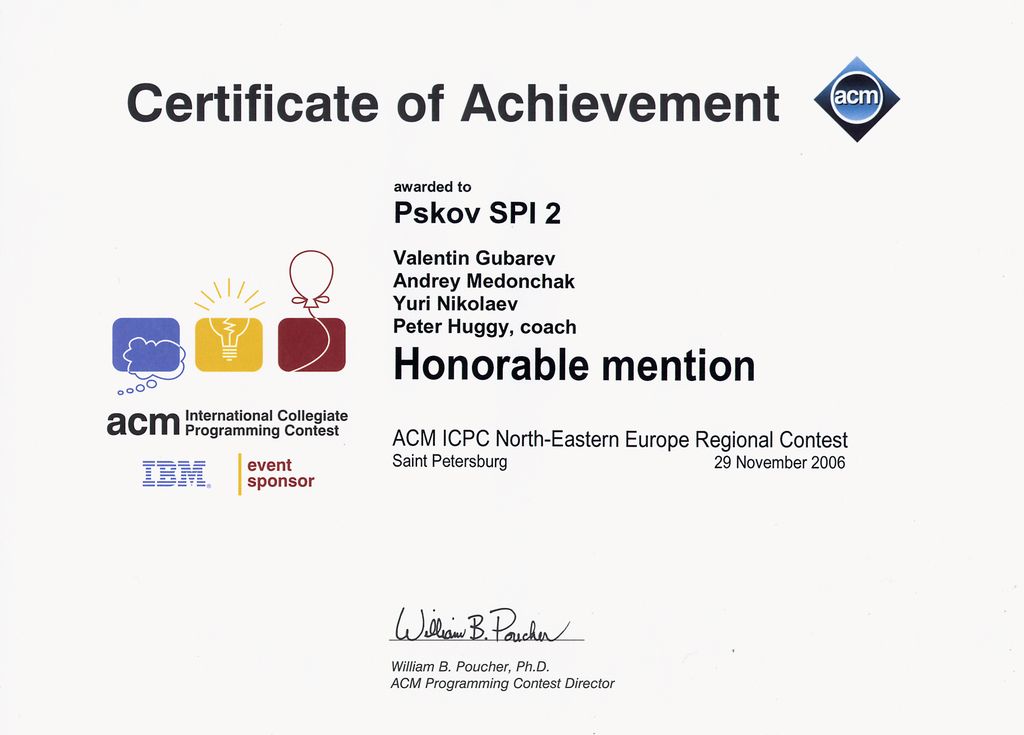 Certificate of Achievement
acm
awarded to
Pskov SPI 2
Valentin Gubarev
Andrey Medonchak
Yuri Nikolaev
Peter Huggy, coach
Honorable mention
acm International Collegiate
Programming Contest
IBM®
event
sponsor
ACM ICPC North-Eastern Europe Regional Contest
Saint Petersburg 29 November 2006
William B. Poucher
William B. Poucher, Ph.D.
ACM Programming Contest Director